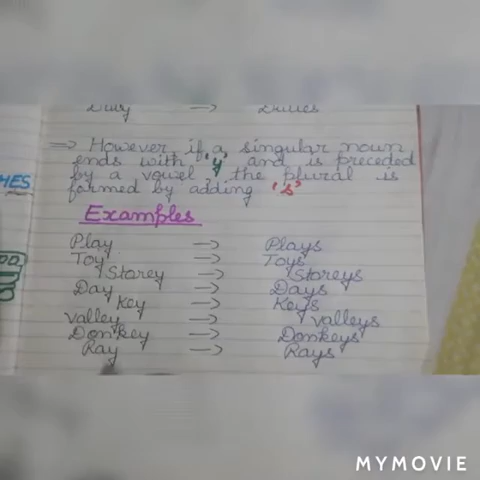 →
⇒ However if a singular noun
ends with 'y' and is preceded
by a vowel, the plural is
formed by adding 's'
HES
Examples
Play → Plays
Toy → Toys
Storey → Storeys
Day → Days
Key → Keys
Valley → Valleys
Donkey → Donkeys
Ray → Rays
MYMOVIE